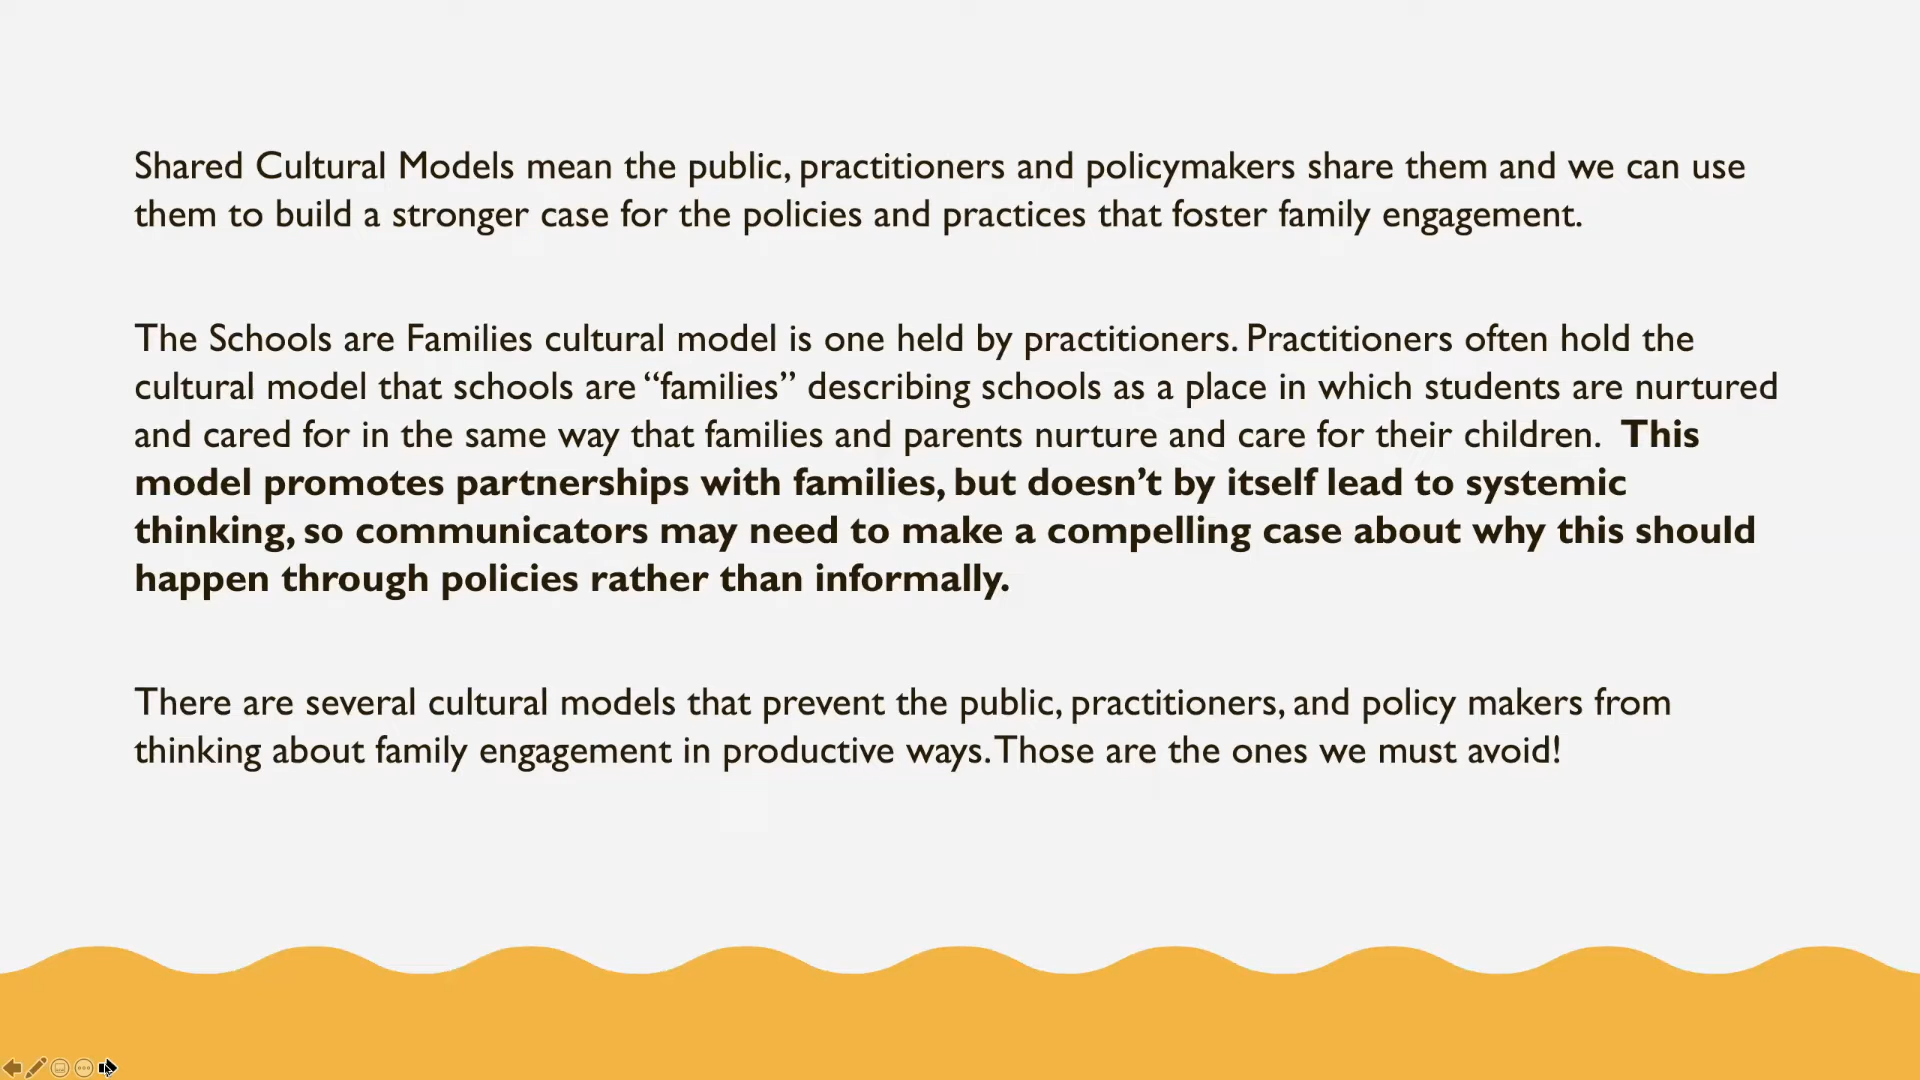 Shared Cultural Models mean the public, practitioners and policymakers share them and we can use
them to build a stronger case for the policies and practices that foster family engagement.
The Schools are Families cultural model is one held by practitioners. Practitioners often hold the
cultural model that schools are “families” describing schools as a place in which students are nurtured
and cared for in the same way that families and parents nurture and care for their children.  This
model promotes partnerships with families, but doesn’t by itself lead to systemic
thinking, so communicators may need to make a compelling case about why this should
happen through policies rather than informally.
There are several cultural models that prevent the public, practitioners, and policy makers from
thinking about family engagement in productive ways. Those are the ones we must avoid!